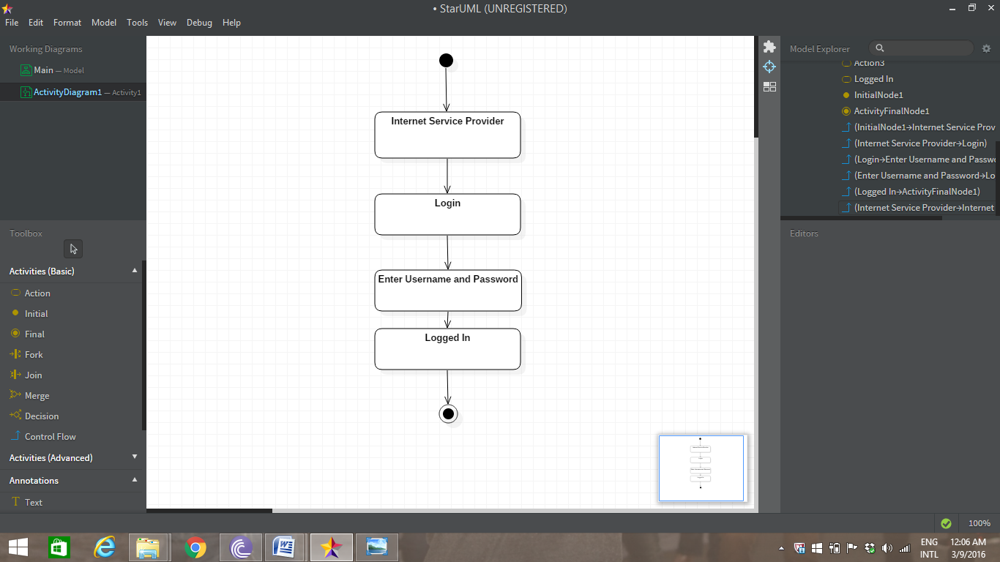 • StarUML (UNREGISTERED)
File Edit Format Model Tools View Debug Help
Working Diagrams
Main — Model
ActivityDiagram1 — Activity1
Toolbox
Activities (Basic)
Action
Initial
Final
Fork
Join
Merge
Decision
Control Flow
Activities (Advanced)
Annotations
Text
Internet Service Provider
Login
Enter Username and Password
Logged In
Model Explorer
Action3
Logged In
InitialNode1
ActivityFinalNode1
(InitialNode1→Internet Service Prov
(Internet Service Provider→Login)
(Login→Enter Username and Passwo
(Enter Username and Password→Lo
(Logged In→ActivityFinalNode1)
(Internet Service Provider→Internet
Editors
100%
ENG 12:06 AM
INTL 3/9/2016